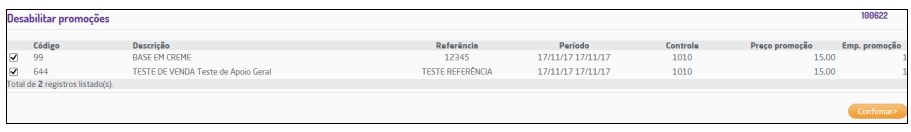 Desabilitar promoções 100622
Código Descrição Referência Período Controle Preço promoção Emp. promoção
99 BASE EM CREME 12345 17/11/17 17/11/17 1010 15,00 1
644 TESTE DE VENDA Teste de Apoio Geral TESTE REFERÊNCIA 17/11/17 17/11/17 1010 15,00 1
Total de 2 registros listado(s).
Confirmar>